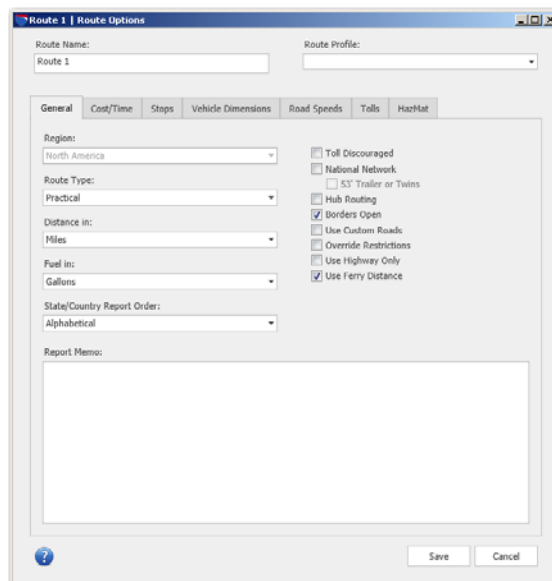 Route 1 | Route Options
Route Name:
Route Profile:
Route 1
General
Cost/Time
Stops
Vehicle Dimensions
Road Speeds
Tolls
HazMat
Region:
North America
Route Type:
Practical
Distance in:
Miles
Fuel in:
Gallons
State/Country Report Order:
Alphabetical
Toll Discouraged
National Network
53' Trailer or Twins
Hub Routing
Borders Open
Use Custom Roads
Override Restrictions
Use Highway Only
Use Ferry Distance
Report Memo:
?
Save
Cancel